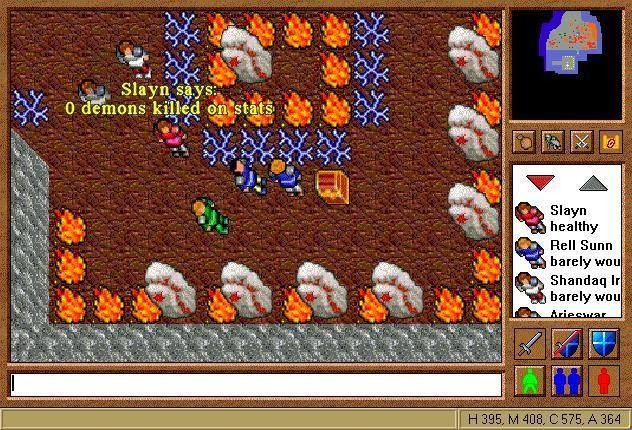 Slayn says:
0 demons killed on stats
Slayn
healthy
Rell Sunn
barely wou
Shandaq Ir
barely wou
Arieswar
H 395, M 408, C 575, A 364